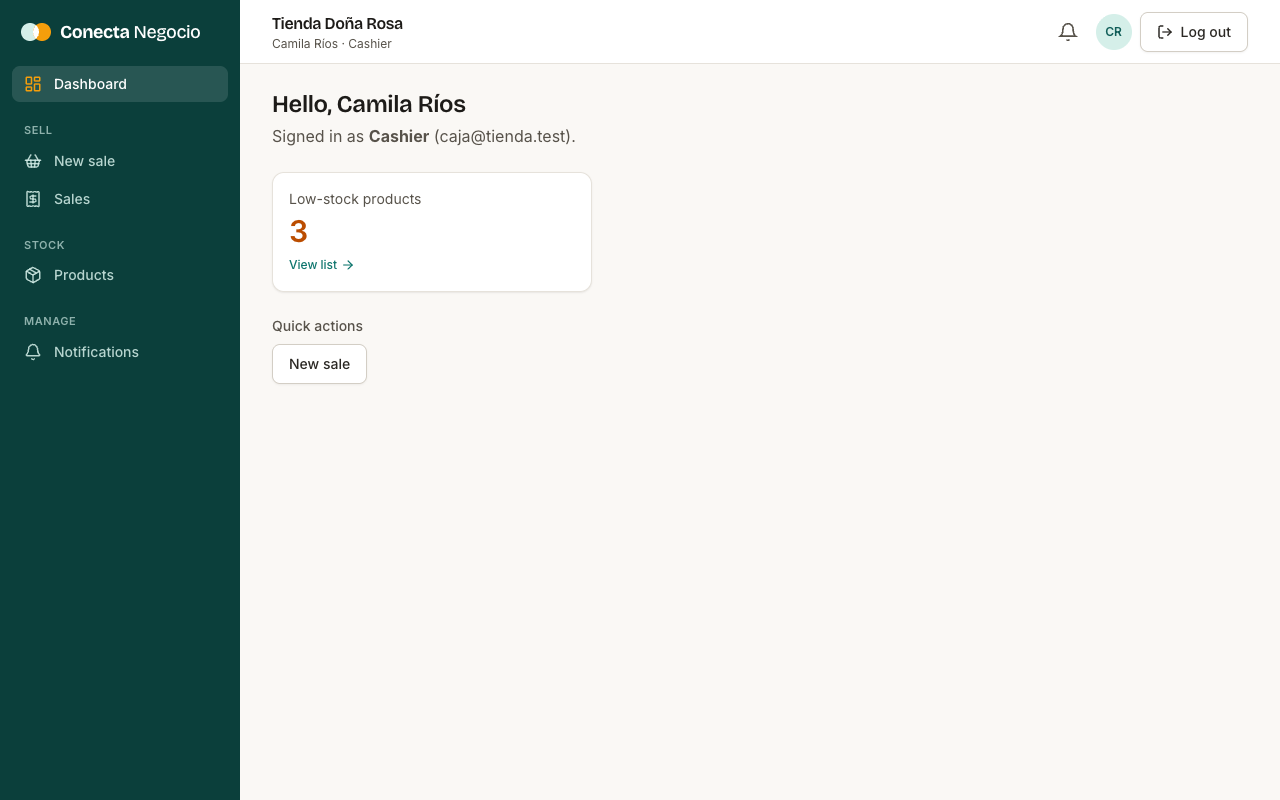 Conecta Negocio
Dashboard
SELL
New sale
Sales
STOCK
Products
MANAGE
Notifications
Tienda Doña Rosa
Camila Ríos · Cashier
CR
Log out
Hello, Camila Ríos
Signed in as Cashier (caja@tienda.test).
Low-stock products
3
View list →
Quick actions
New sale